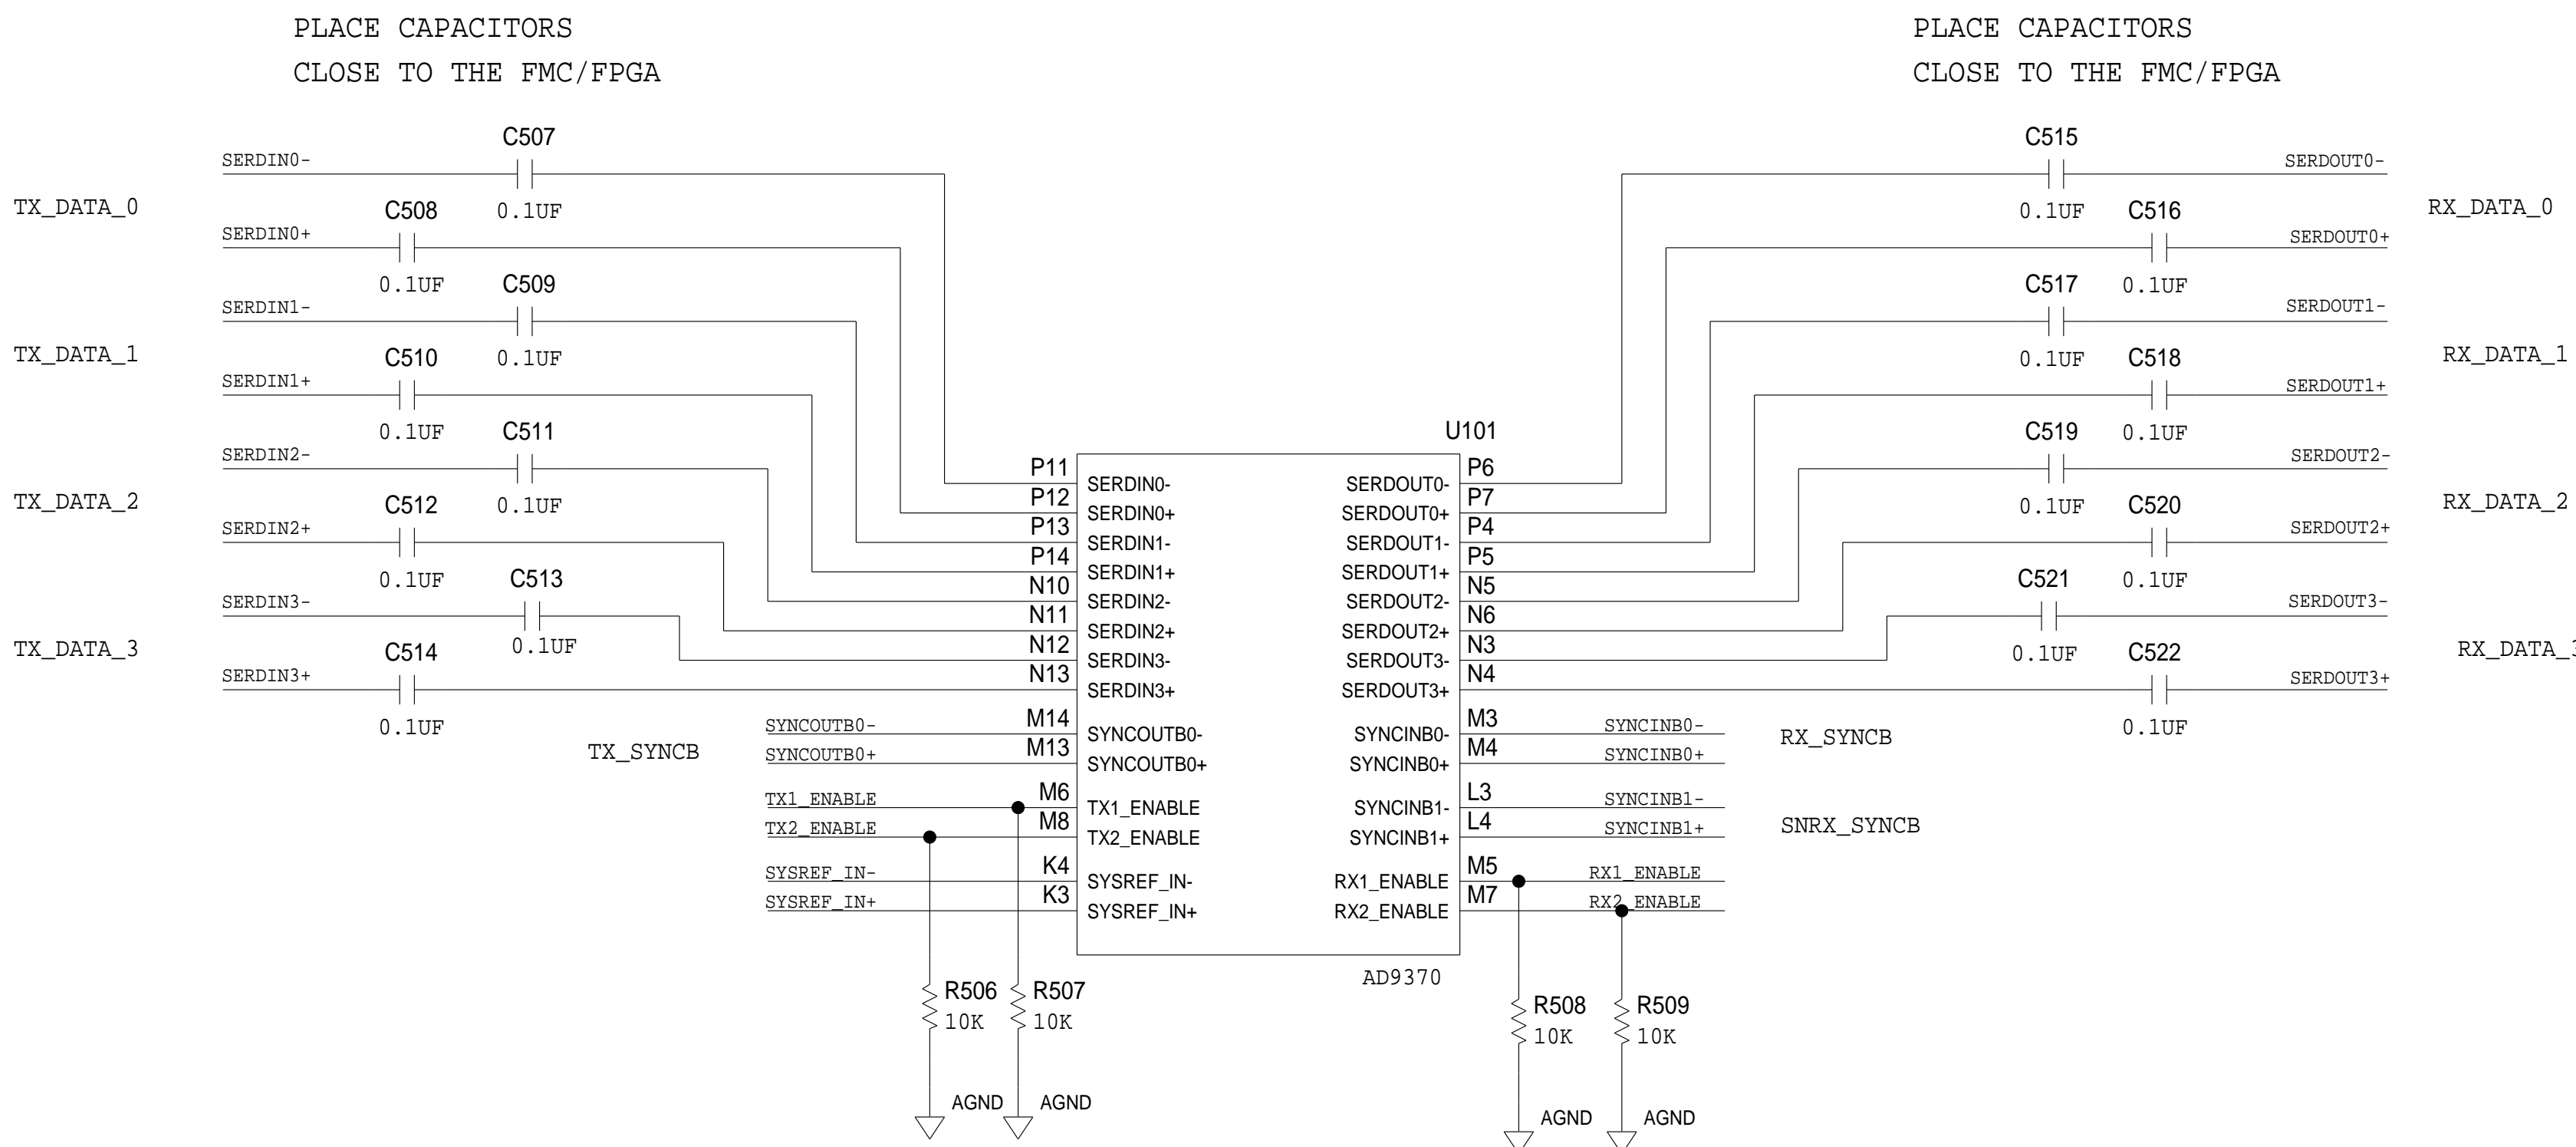 PLACE CAPACITORS
CLOSE TO THE FMC/FPGA
PLACE CAPACITORS
CLOSE TO THE FMC/FPGA
C507
SERDIN0-
TX_DATA_0
C508
0.1UF
SERDIN0+
0.1UF
C509
SERDIN1-
TX_DATA_1
C510
0.1UF
SERDIN1+
0.1UF
C511
SERDIN2-
TX_DATA_2
C512
0.1UF
SERDIN2+
0.1UF
C513
SERDIN3-
TX_DATA_3
C514
0.1UF
SERDIN3+
0.1UF
C515
SERDOUT0-
0.1UF
C516
RX_DATA_0
SERDOUT0+
C517
0.1UF
SERDOUT1-
0.1UF
C518
RX_DATA_1
SERDOUT1+
C519
0.1UF
SERDOUT2-
0.1UF
C520
RX_DATA_2
SERDOUT2+
C521
0.1UF
SERDOUT3-
0.1UF
C522
RX_DATA_3
SERDOUT3+
0.1UF
U101
P11 SERDIN0- SERDOUT0- P6
P12 SERDIN0+ SERDOUT0+ P7
P13 SERDIN1- SERDOUT1- P4
P14 SERDIN1+ SERDOUT1+ P5
N10 SERDIN2- SERDOUT2- N5
N11 SERDIN2+ SERDOUT2+ N6
N12 SERDIN3- SERDOUT3- N3
N13 SERDIN3+ SERDOUT3+ N4
SYNCOUTB0- M14 SYNCOUTB0- SYNCINB0- M3 SYNCINB0-
TX_SYNCB RX_SYNCB
SYNCOUTB0+ M13 SYNCOUTB0+ SYNCINB0+ M4 SYNCINB0+
TX1_ENABLE M6 TX1_ENABLE SYNCINB1- L3 SYNCINB1-
TX2_ENABLE M8 TX2_ENABLE SYNCINB1+ L4 SYNCINB1+
SNRX_SYNCB
SYSREF_IN- K4 SYSREF_IN- RX1_ENABLE M5 RX1_ENABLE
SYSREF_IN+ K3 SYSREF_IN+ RX2_ENABLE M7 RX2_ENABLE
AD9370
R506
10K
R507
10K
R508
10K
R509
10K
AGND
AGND
AGND
AGND